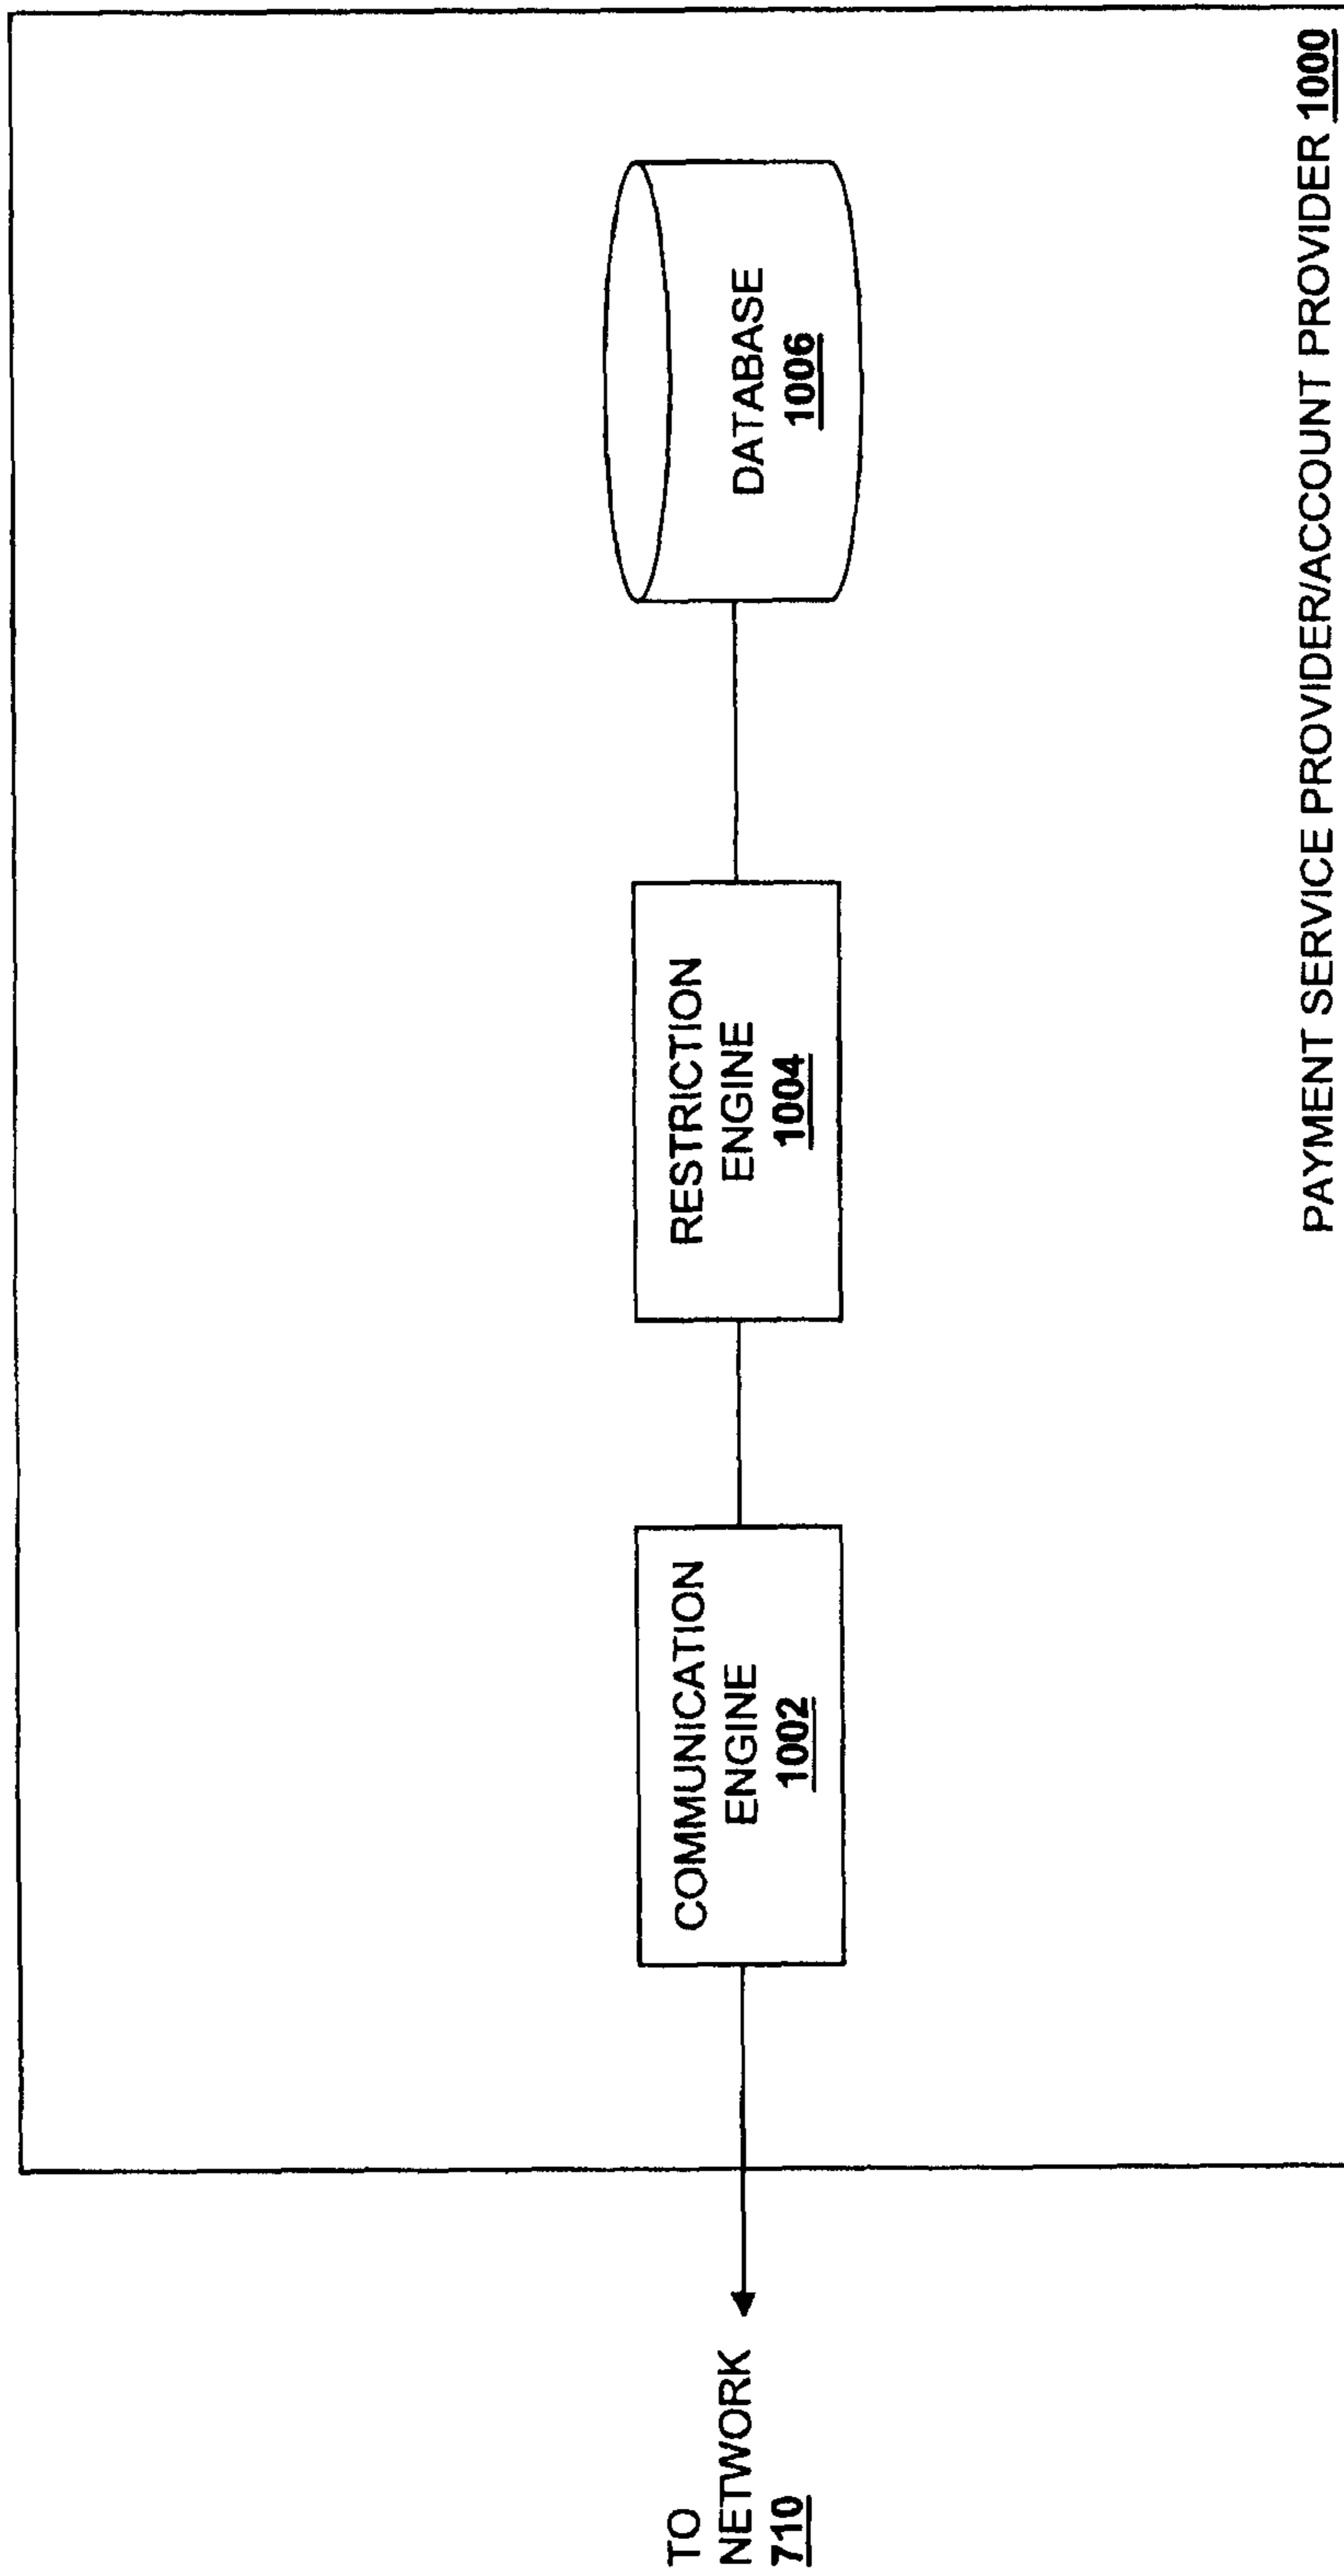 TO
NETWORK
710
COMMUNICATION
ENGINE
1002
RESTRICTION
ENGINE
1004
DATABASE
1006
PAYMENT SERVICE PROVIDER/ACCOUNT PROVIDER 1000